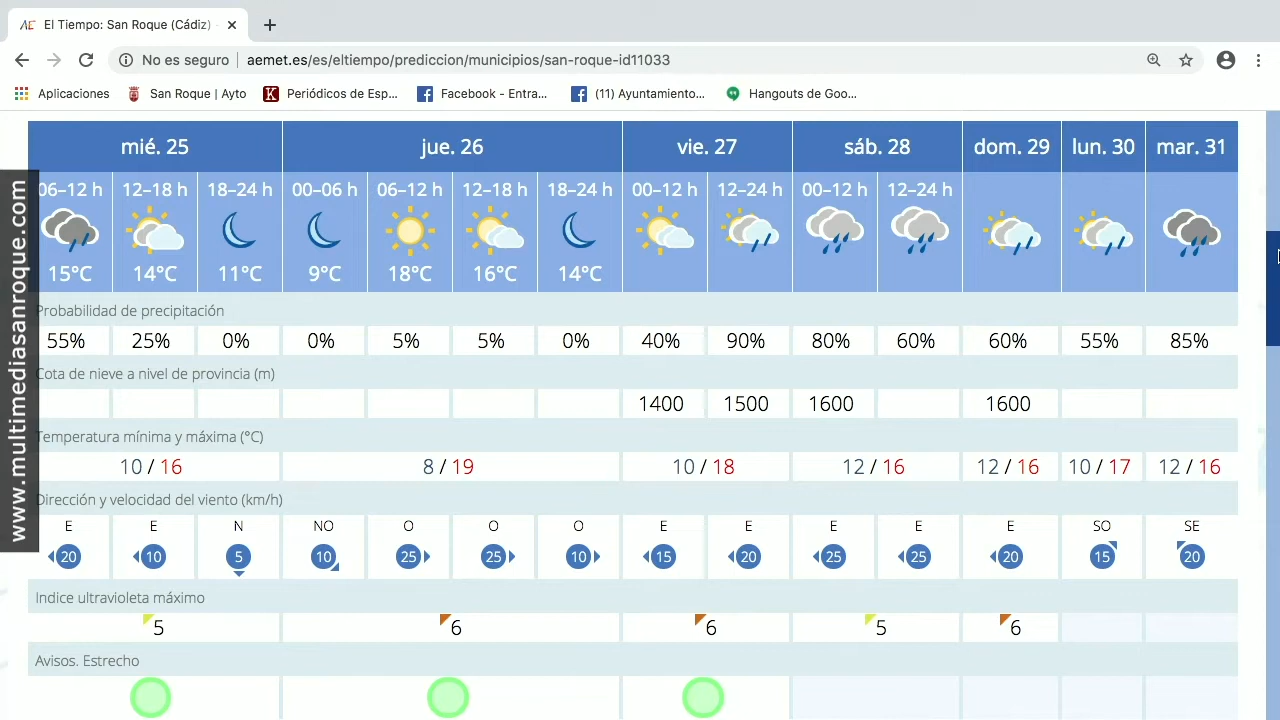 El Tiempo: San Roque (Cádiz) -
No es seguro
aemet.es/es/eltiempo/prediccion/municipios/san-roque-id11033
Aplicaciones San Roque | Ayto Periódicos de Esp... Facebook - Entra... (11) Ayuntamiento... Hangouts de Goo...
mié. 25 jue. 26 vie. 27 sáb. 28 dom. 29 lun. 30 mar. 31
06–12 h 12–18 h 18–24 h 00–06 h 06–12 h 12–18 h 18–24 h 00–12 h 12–24 h 00–12 h 12–24 h
15°C 14°C 11°C 9°C 18°C 16°C 14°C
Probabilidad de precipitación
55% 25% 0% 0% 5% 5% 0% 40% 90% 80% 60% 60% 55% 85%
Cota de nieve a nivel de provincia (m)
1400 1500 1600 1600
Temperatura mínima y máxima (°C)
10 / 16 8 / 19 10 / 18 12 / 16 12 / 16 10 / 17 12 / 16
Dirección y velocidad del viento (km/h)
E E N NO O O O E E E E E SO SE
20 10 5 10 25 25 10 15 20 25 25 20 15 20
Indice ultravioleta máximo
5 6 6 5 6
Avisos. Estrecho
www.multimediasanroque.com